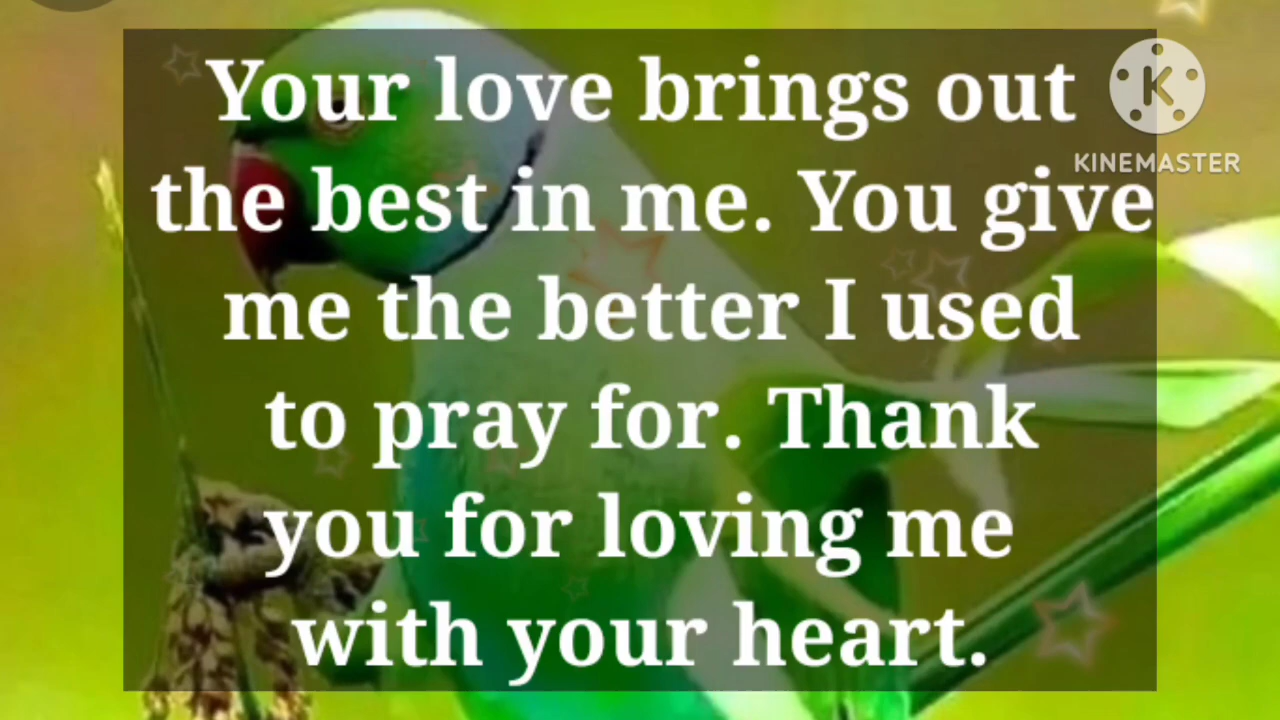 Your love brings out
the best in me. You give
me the better I used
to pray for. Thank
you for loving me
with your heart.
K
KINEMASTER